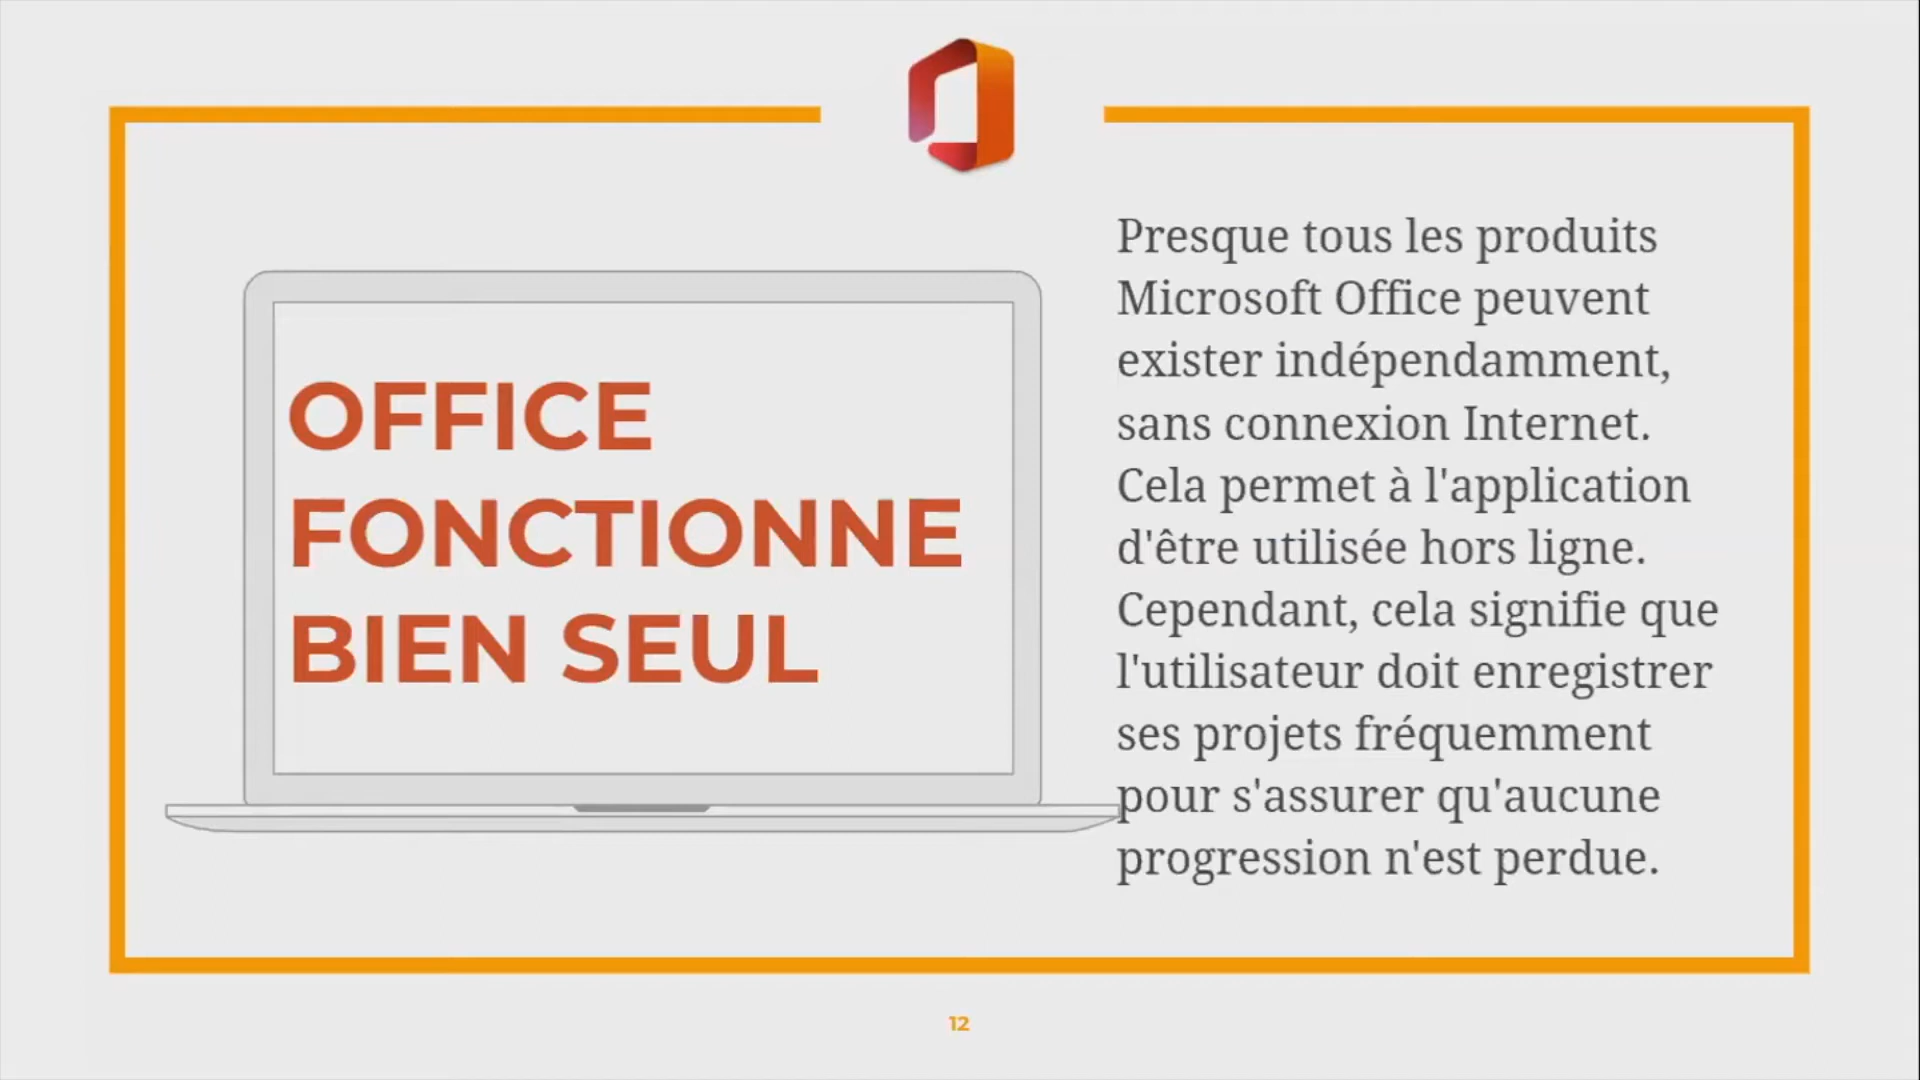 OFFICE
FONCTIONNE
BIEN SEUL
Presque tous les produits
Microsoft Office peuvent
exister indépendamment,
sans connexion Internet.
Cela permet à l'application
d'être utilisée hors ligne.
Cependant, cela signifie que
l'utilisateur doit enregistrer
ses projets fréquemment
pour s'assurer qu'aucune
progression n'est perdue.
12